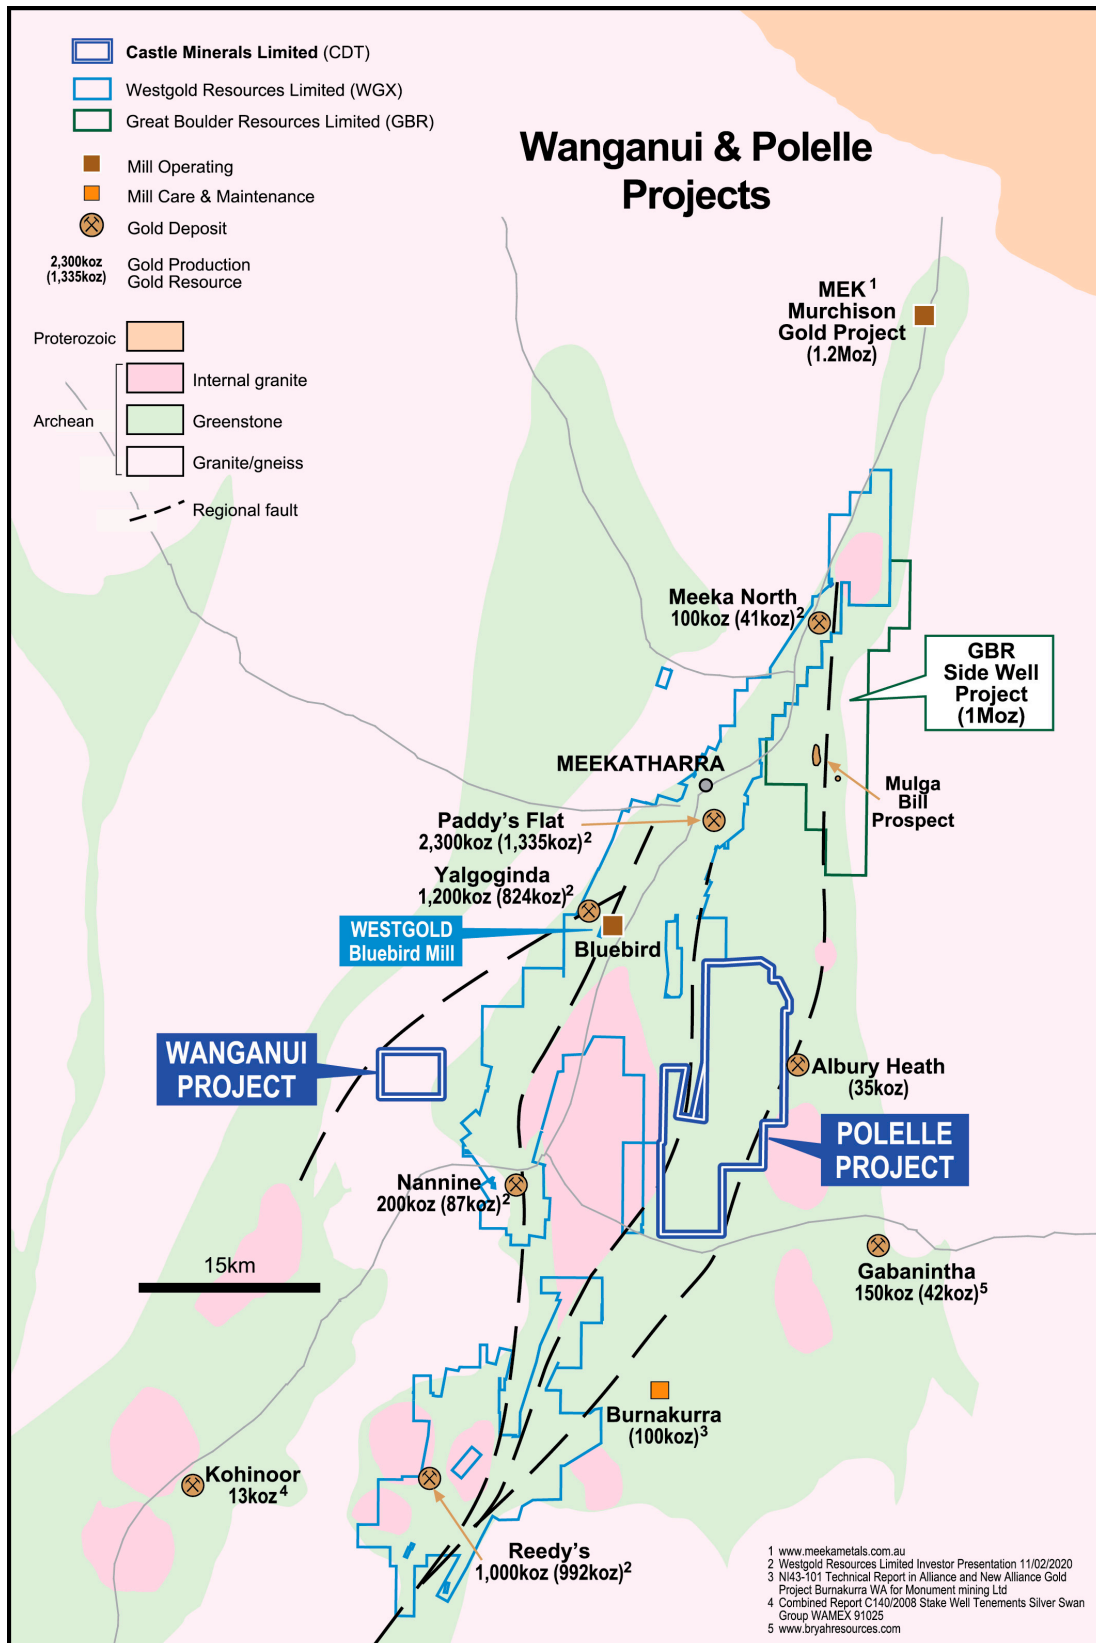 Castle Minerals Limited (CDT)
Westgold Resources Limited (WGX)
Great Boulder Resources Limited (GBR)
Mill Operating
Mill Care & Maintenance
Gold Deposit
2,300koz
(1,335koz)
Gold Production
Gold Resource
Proterozoic
Archean
Internal granite
Greenstone
Granite/gneiss
Regional fault
Wanganui & Polelle
Projects
MEK 1
Murchison
Gold Project
(1.2Moz)
Meeka North
100koz (41koz)2
GBR
Side Well
Project
(1Moz)
MEEKATHARRA
Mulga
Bill
Prospect
Paddy's Flat
2,300koz (1,335koz)2
Yalgoginda
1,200koz (824koz)2
WESTGOLD
Bluebird Mill
Bluebird
WANGANUI
PROJECT
Albury Heath
(35koz)
POLELLE
PROJECT
Nannine
200koz (87koz)2
15km
Gabanintha
150koz (42koz)5
Burnakurra
(100koz)3
Kohinoor
13koz4
Reedy's
1,000koz (992koz)2
1 www.meekametals.com.au
2 Westgold Resources Limited Investor Presentation 11/02/2020
3 NI43-101 Technical Report in Alliance and New Alliance Gold
Project Burnakurra WA for Monument mining Ltd
4 Combined Report C140/2008 Stake Well Tenements Silver Swan
Group WAMEX 91025
5 www.bryahresources.com